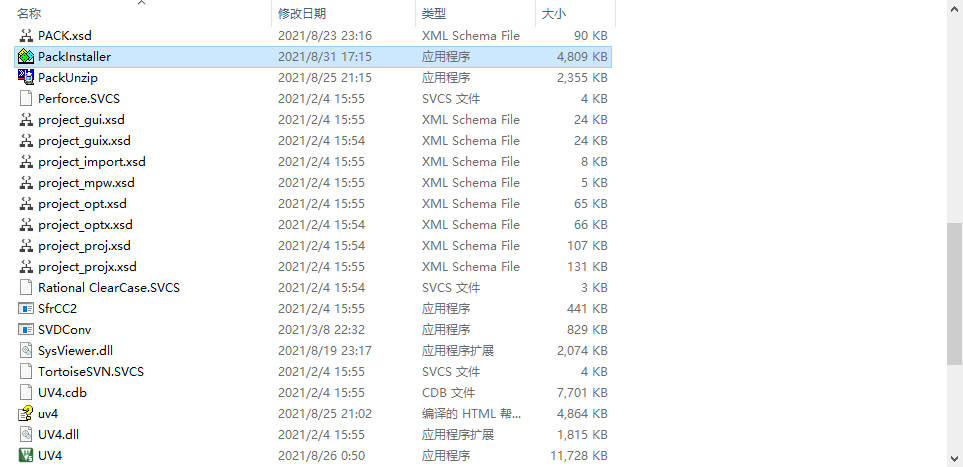 名称 修改日期 类型 大小
PACK.xsd 2021/8/23 23:16 XML Schema File 90 KB
PackInstaller 2021/8/31 17:15 应用程序 4,809 KB
PackUnzip 2021/8/25 21:15 应用程序 2,355 KB
Perforce.SVCS 2021/2/4 15:55 SVCS 文件 4 KB
project_gui.xsd 2021/2/4 15:55 XML Schema File 24 KB
project_guix.xsd 2021/2/4 15:54 XML Schema File 24 KB
project_import.xsd 2021/2/4 15:55 XML Schema File 8 KB
project_mpw.xsd 2021/2/4 15:55 XML Schema File 5 KB
project_opt.xsd 2021/2/4 15:55 XML Schema File 65 KB
project_optx.xsd 2021/2/4 15:54 XML Schema File 66 KB
project_proj.xsd 2021/2/4 15:54 XML Schema File 107 KB
project_projx.xsd 2021/2/4 15:55 XML Schema File 131 KB
Rational ClearCase.SVCS 2021/2/4 15:55 SVCS 文件 3 KB
SfrCC2 2021/2/4 15:55 应用程序 441 KB
SVDConv 2021/3/8 22:32 应用程序 829 KB
SysViewer.dll 2021/8/19 23:17 应用程序扩展 2,074 KB
TortoiseSVN.SVCS 2021/2/4 15:55 SVCS 文件 4 KB
UV4.cdb 2021/2/4 15:55 CDB 文件 7,701 KB
uv4 2021/8/25 21:02 编译的 HTML 帮... 4,864 KB
UV4.dll 2021/2/4 15:55 应用程序扩展 1,815 KB
UV4 2021/8/26 0:50 应用程序 11,728 KB